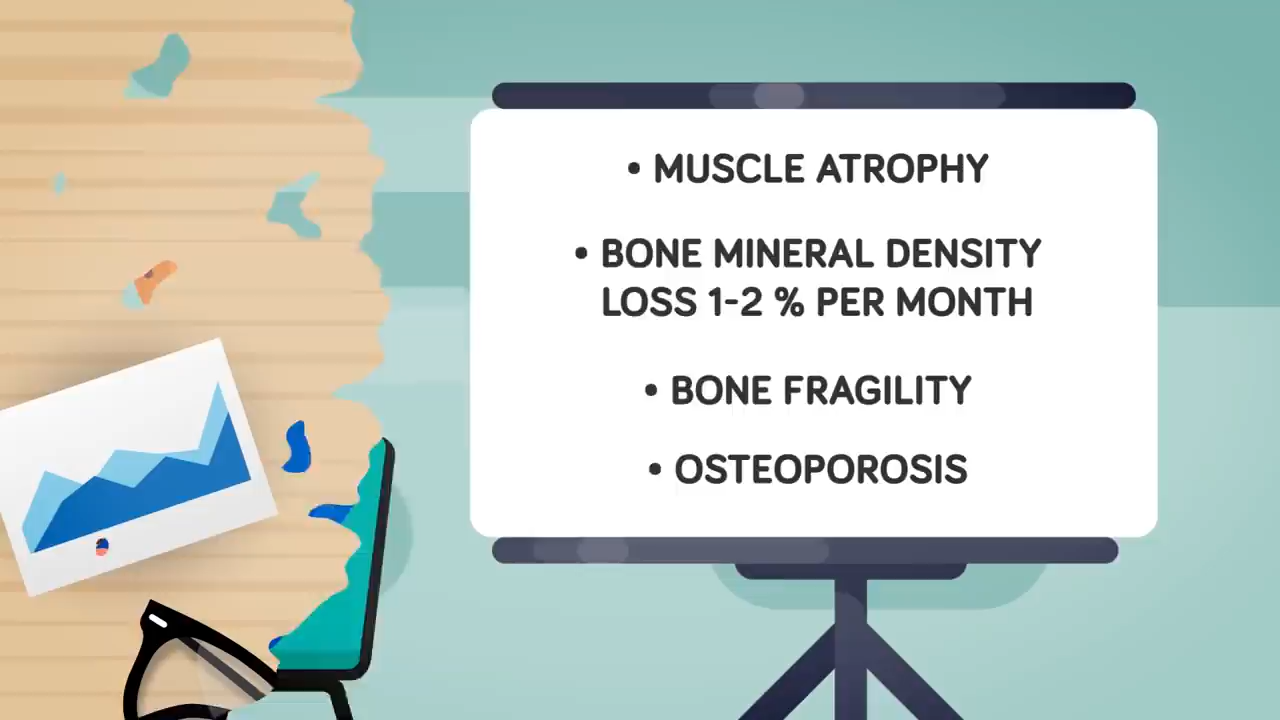 • MUSCLE ATROPHY
• BONE MINERAL DENSITY
LOSS 1-2 % PER MONTH
• BONE FRAGILITY
• OSTEOPOROSIS